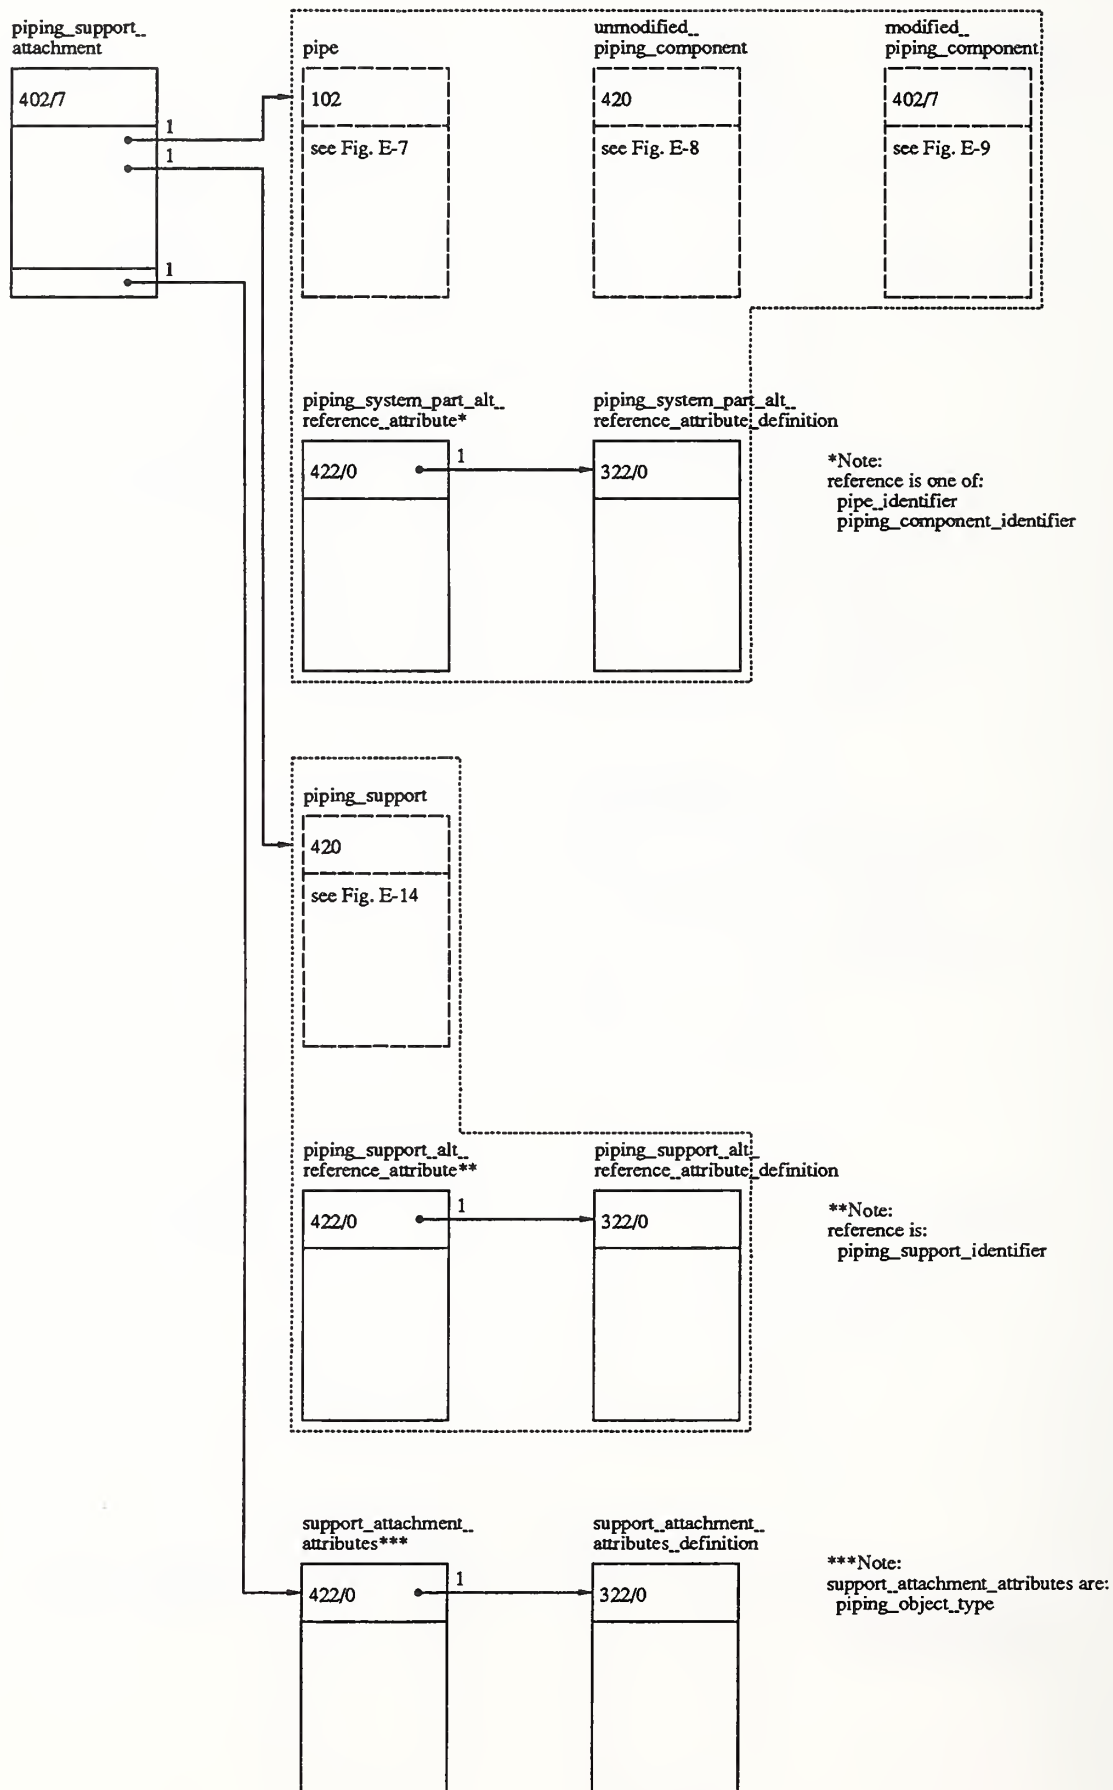 piping_support_
attachment
402/7
1
1
1
pipe
102
see Fig. E-7
unmodified_
piping_component
420
see Fig. E-8
modified_
piping_component
402/7
see Fig. E-9
piping_system_part_alt_
reference_attribute*
422/0
1
piping_system_part_alt_
reference_attribute_definition
322/0
*Note:
reference is one of:
pipe_identifier
piping_component_identifier
piping_support
420
see Fig. E-14
piping_support_alt_
reference_attribute**
422/0
1
piping_support_alt_
reference_attribute_definition
322/0
**Note:
reference is:
piping_support_identifier
support_attachment_
attributes***
422/0
1
support_attachment_
attributes_definition
322/0
***Note:
support_attachment_attributes are:
piping_object_type